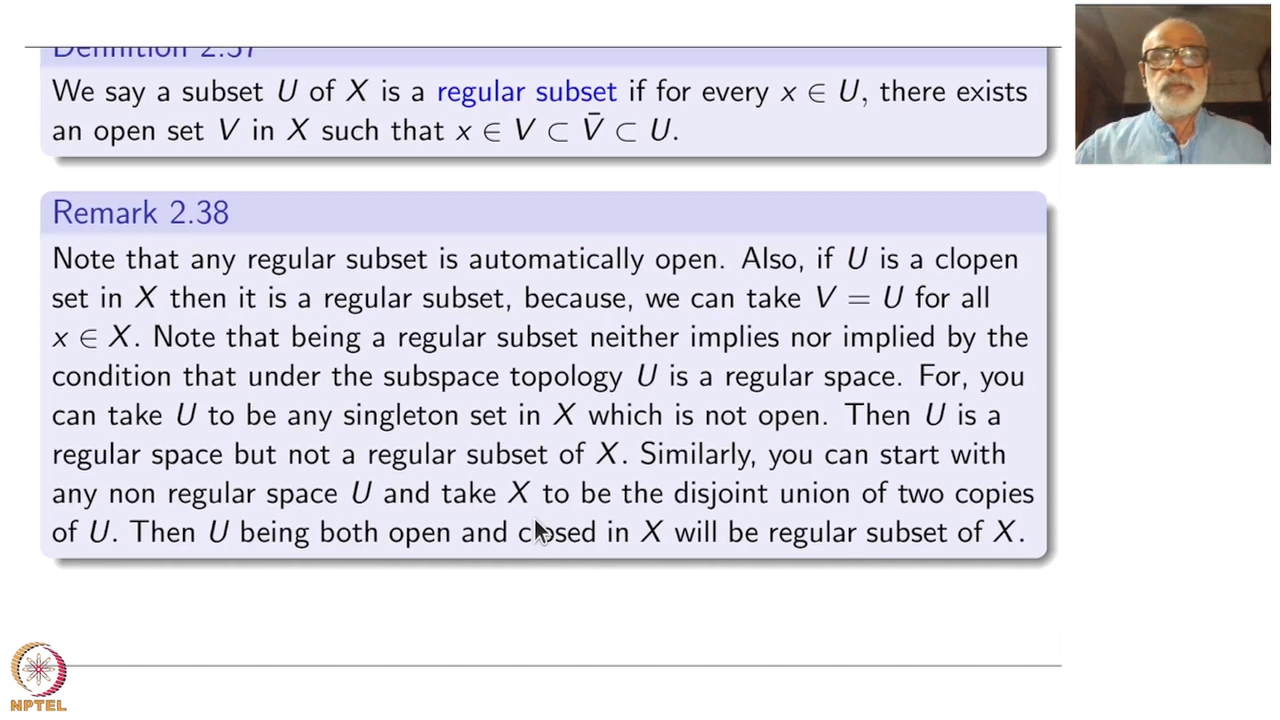 Definition 2.37
We say a subset U of X is a regular subset if for every x ∈ U, there exists
an open set V in X such that x ∈ V ⊂ V̄ ⊂ U.
Remark 2.38
Note that any regular subset is automatically open. Also, if U is a clopen
set in X then it is a regular subset, because, we can take V = U for all
x ∈ X. Note that being a regular subset neither implies nor implied by the
condition that under the subspace topology U is a regular space. For, you
can take U to be any singleton set in X which is not open. Then U is a
regular space but not a regular subset of X. Similarly, you can start with
any non regular space U and take X to be the disjoint union of two copies
of U. Then U being both open and closed in X will be regular subset of X.
NPTEL